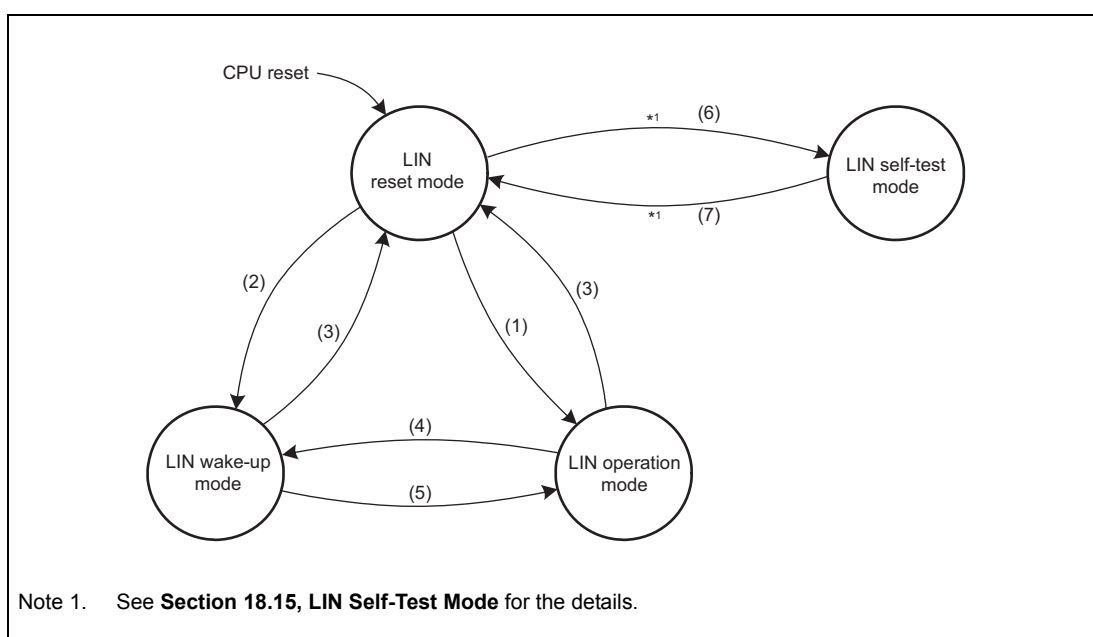 CPU reset
LIN
reset mode
*1 (6)
LIN self-test
mode
*1 (7)
(2)
(3)
(1)
(3)
LIN wake-up
mode
(4)
(5)
LIN operation
mode
Note 1. See Section 18.15, LIN Self-Test Mode for the details.